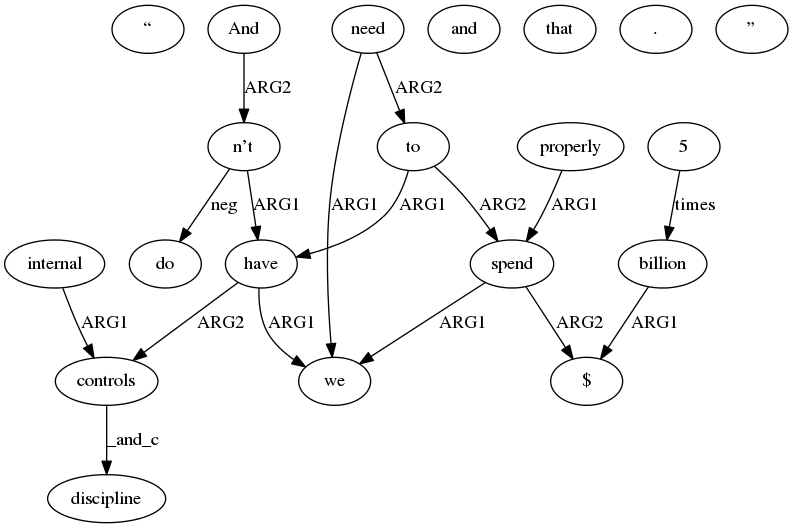 “ And need and that . ”
ARG2 ARG2
n’t to properly 5
neg ARG1 ARG1 ARG1 ARG2 ARG1 times
internal do have spend billion
ARG1 ARG2 ARG1 ARG1 ARG2 ARG1
controls we $
_and_c
discipline